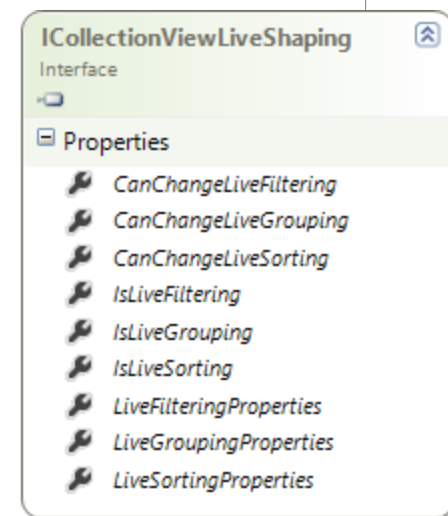 ICollectionViewLiveShaping
Interface
Properties
CanChangeLiveFiltering
CanChangeLiveGrouping
CanChangeLiveSorting
IsLiveFiltering
IsLiveGrouping
IsLiveSorting
LiveFilteringProperties
LiveGroupingProperties
LiveSortingProperties